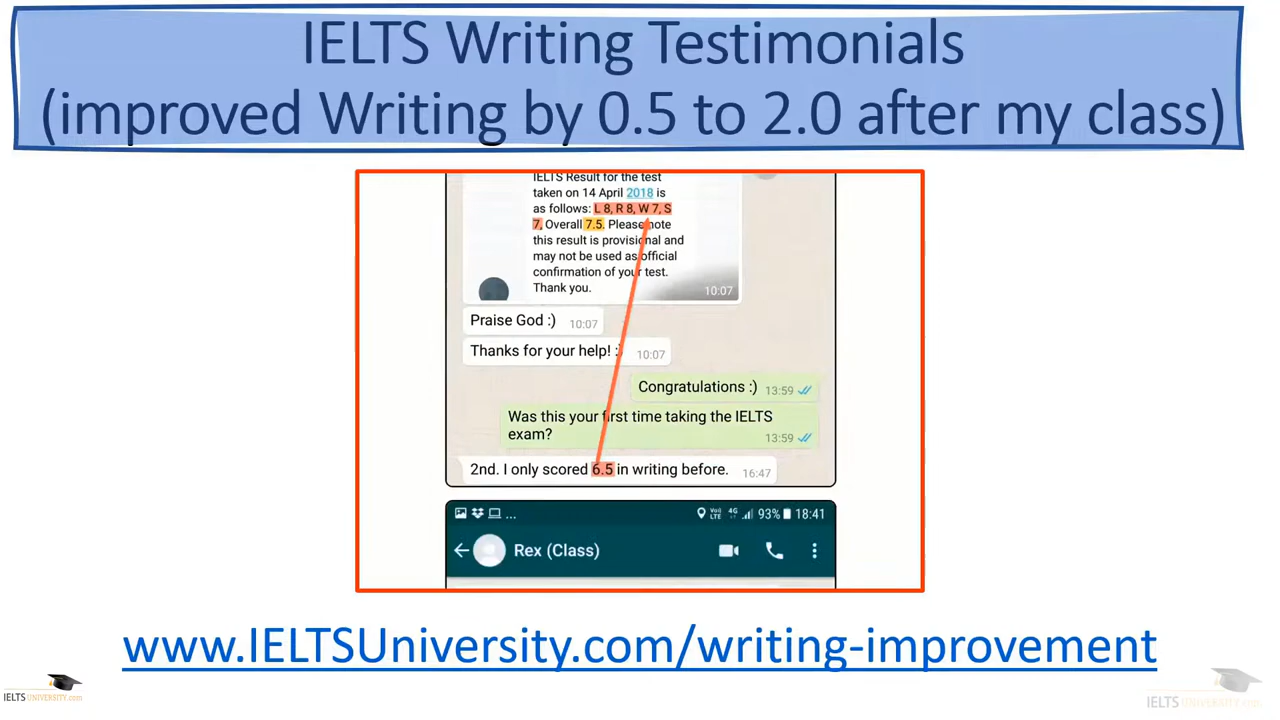 IELTS Writing Testimonials
(improved Writing by 0.5 to 2.0 after my class)
IELTS Result for the test
taken on 14 April 2018 is
as follows: L 8, R 8, W 7, S
7, Overall 7.5. Please note
this result is provisional and
may not be used as official
confirmation of your test.
Thank you.
10:07
Praise God :) 10:07
Thanks for your help! :) 10:07
Congratulations :) 13:59
Was this your first time taking the IELTS
exam? 13:59
2nd. I only scored 6.5 in writing before. 16:47
... VoI) LTE 4G 93% 18:41
Rex (Class)
www.IELTSUniversity.com/writing-improvement
IELTS UNIVERSITY.com
IELTS UNIVERSITY.com